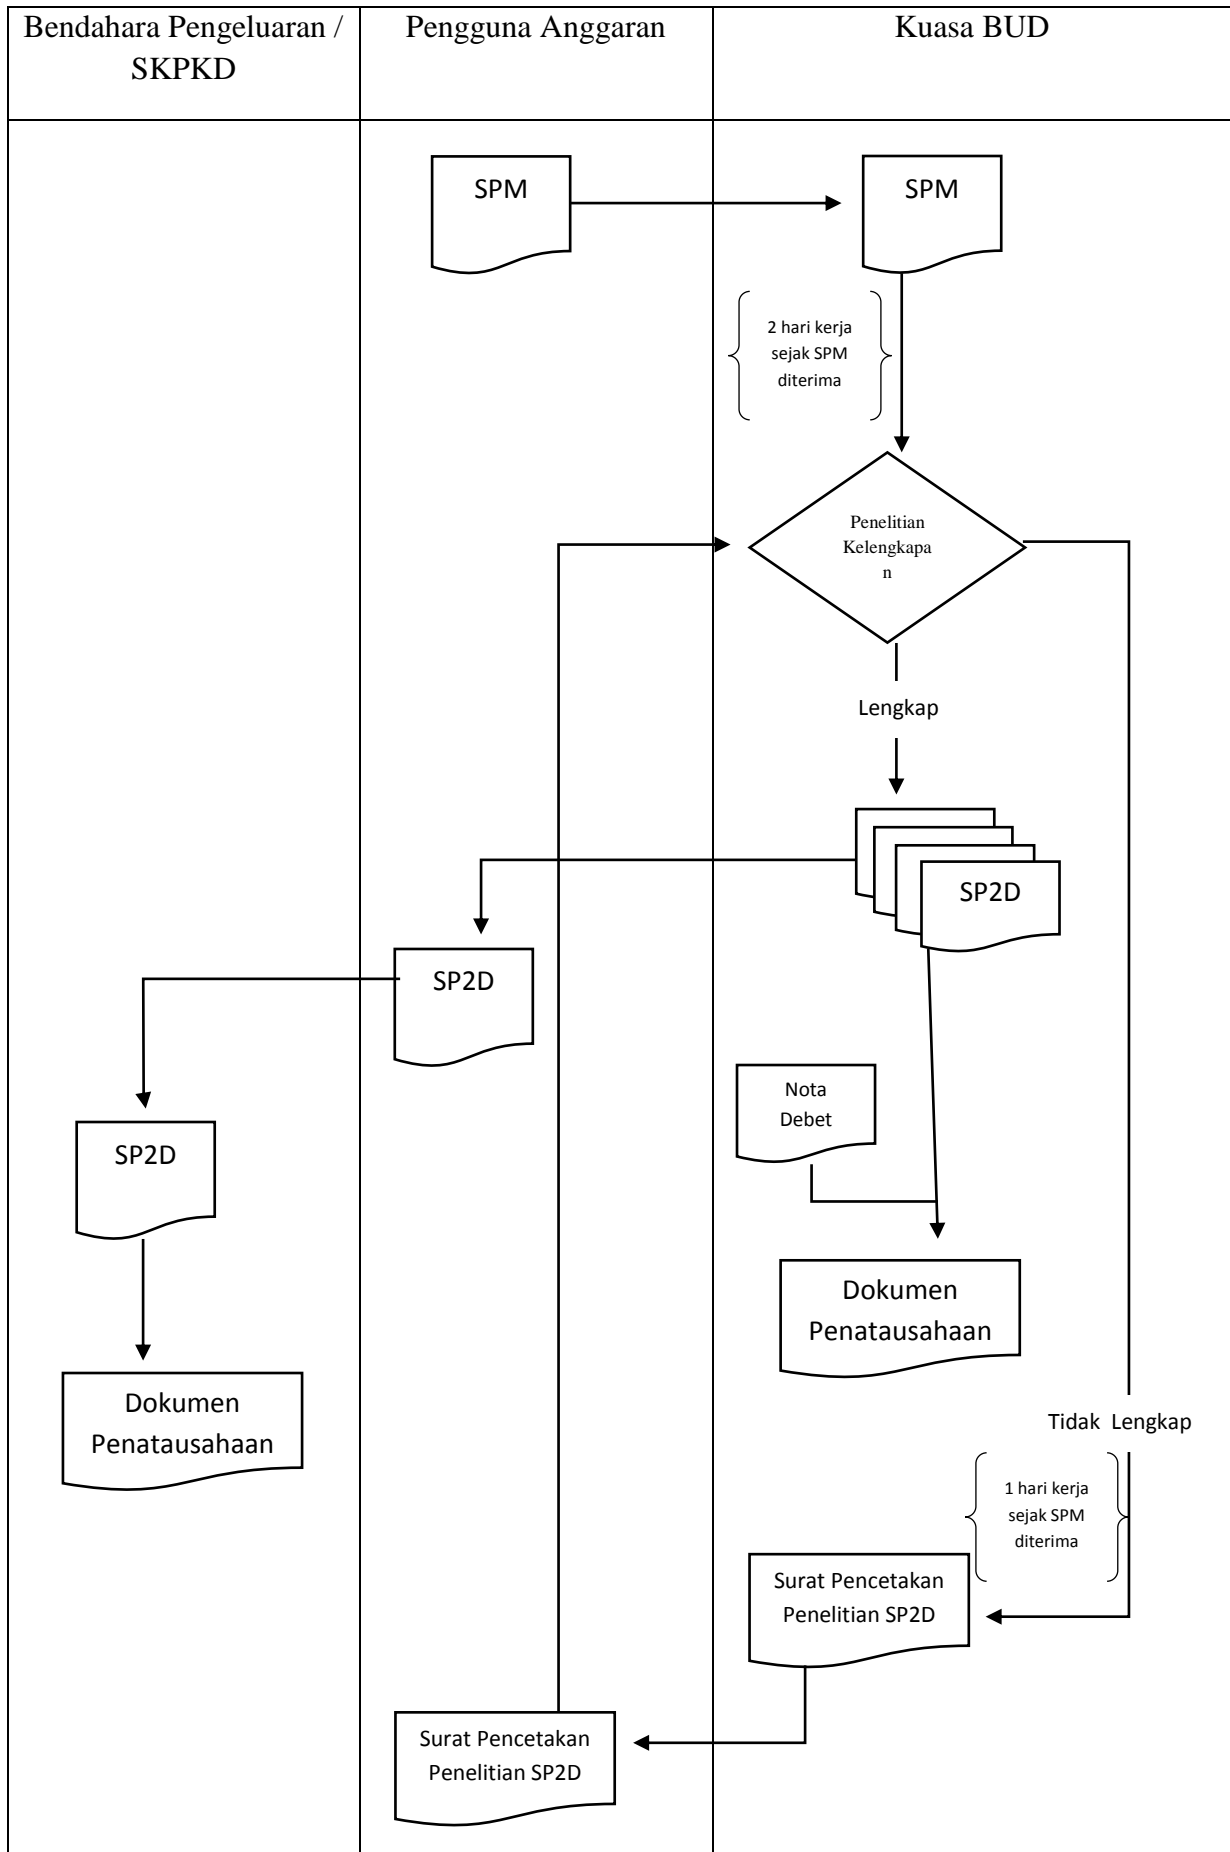 Bendahara Pengeluaran /
SKPKD
Pengguna Anggaran
Kuasa BUD
SPM
SPM
2 hari kerja
sejak SPM
diterima
Penelitian
Kelengkapa
n
Lengkap
SP2D
SP2D
Nota
Debet
SP2D
Dokumen
Penatausahaan
Dokumen
Penatausahaan
Tidak  Lengkap
1 hari kerja
sejak SPM
diterima
Surat Pencetakan
Penelitian SP2D
Surat Pencetakan
Penelitian SP2D